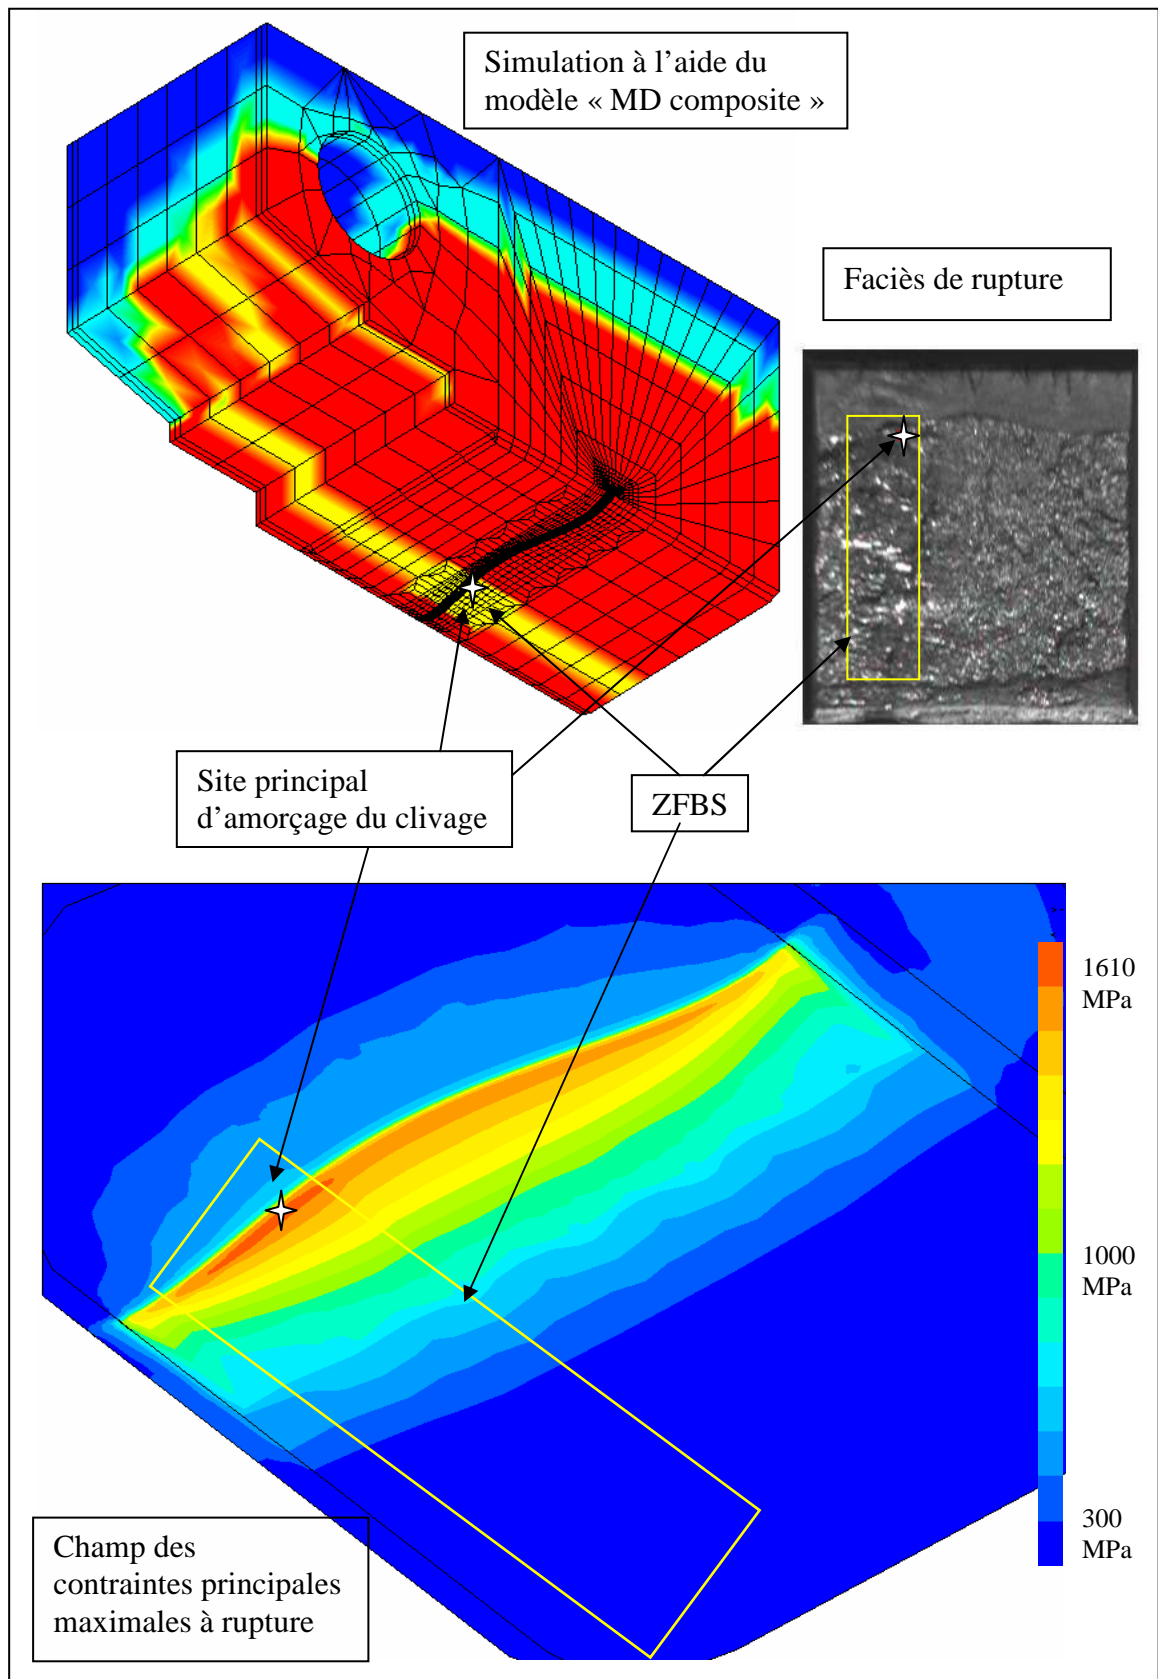 Simulation à l’aide du
modèle « MD composite »
Faciès de rupture
Site principal
d’amorçage du clivage
ZFBS
1610
MPa
1000
MPa
300
MPa
Champ des
contraintes principales
maximales à rupture